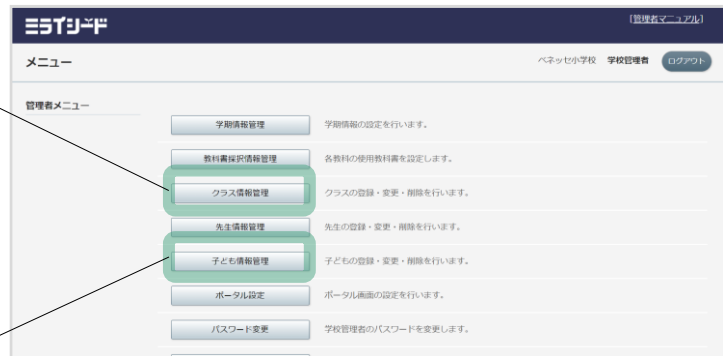 ミライシード
[管理者マニュアル]
メニュー
ベネッセ小学校 学校管理者 ログアウト
管理者メニュー
学期情報管理 学期情報の設定を行います。
教科書採択情報管理 各教科の使用教科書を設定します。
クラス情報管理 クラスの登録・変更・削除を行います。
先生情報管理 先生の登録・変更・削除を行います。
子ども情報管理 子どもの登録・変更・削除を行います。
ポータル設定 ポータル画面の設定を行います。
パスワード変更 学校管理者のパスワードを変更します。